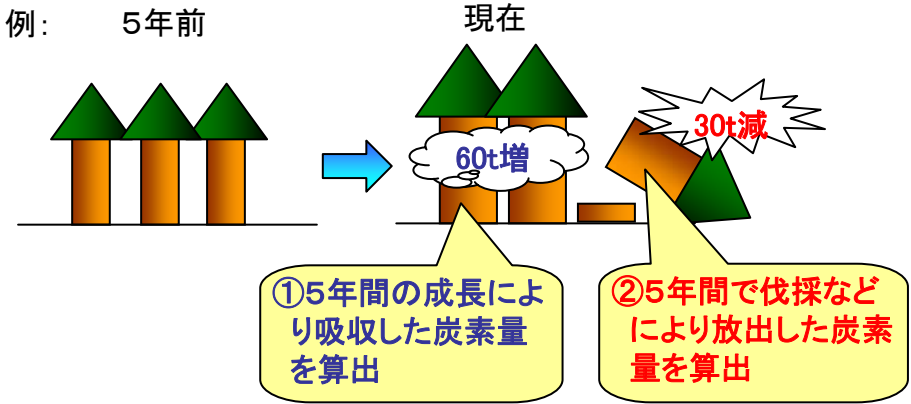 例：
５年前
現在
60t増
30t減
①５年間の成長によ
り吸収した炭素量
を算出
②５年間で伐採など
により放出した炭素
量を算出